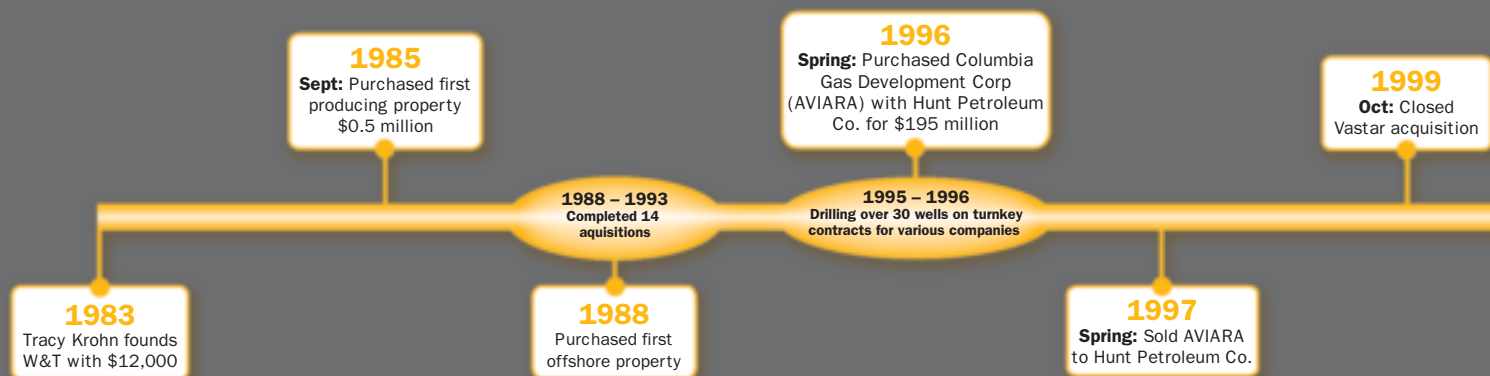 1983
Tracy Krohn founds
W&T with $12,000
1985
Sept: Purchased first
producing property
$0.5 million
1988 – 1993
Completed 14
aquisitions
1988
Purchased first
offshore property
1995 – 1996
Drilling over 30 wells on turnkey
contracts for various companies
1996
Spring: Purchased Columbia
Gas Development Corp
(AVIARA) with Hunt Petroleum
Co. for $195 million
1997
Spring: Sold AVIARA
to Hunt Petroleum Co.
1999
Oct: Closed
Vastar acquisition